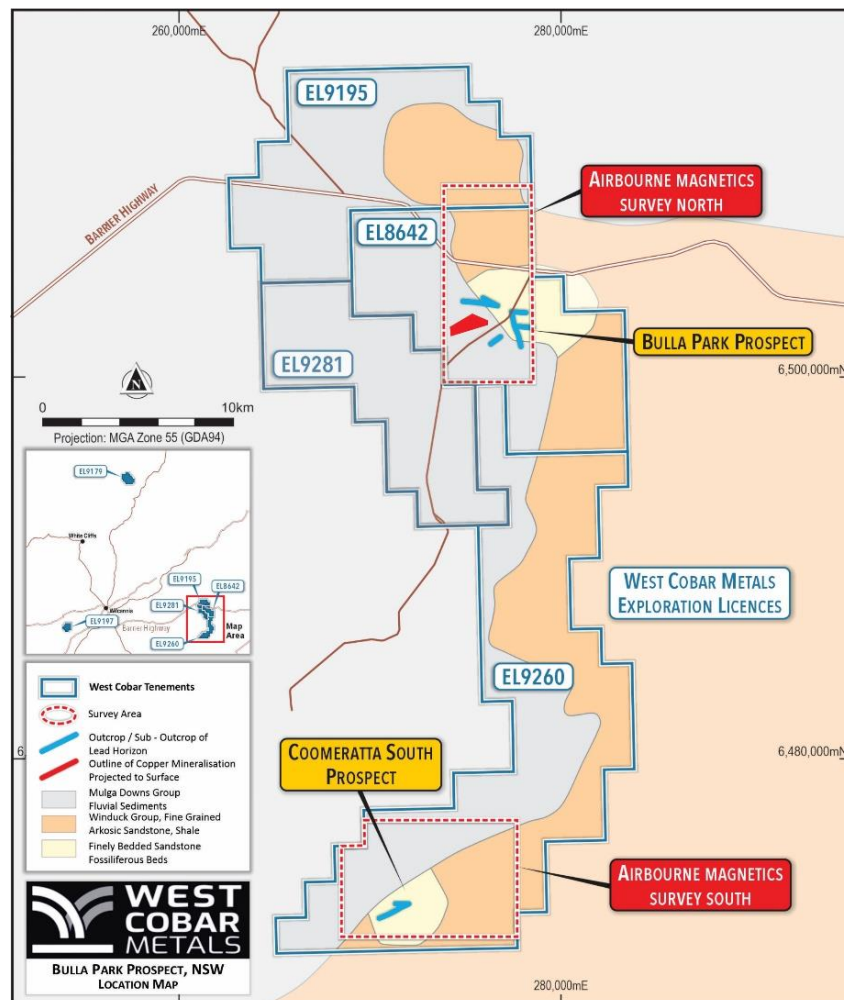 260,000mE
280,000mE
EL9195
AIRBOURNE MAGNETICS
SURVEY NORTH
BARRIER HIGHWAY
EL8642
BULLA PARK PROSPECT
EL9281
6,500,000mN
N
0 10km
Projection: MGA Zone 55 (GDA94)
EL9179
White Cliffs
EL9195
EL8642
EL9281
Wilcannia
EL9197
Barrier Highway
Map
Area
EL9260
WEST COBAR METALS
EXPLORATION LICENCES
EL9260
West Cobar Tenements
Survey Area
Outcrop / Sub - Outcrop of
Lead Horizon
Outline of Copper Mineralisation
Projected to Surface
Mulga Downs Group
Fluvial Sediments
Winduck Group, Fine Grained
Arkosic Sandstone, Shale
Finely Bedded Sandstone
Fossiliferous Beds
COOMERATTA SOUTH
PROSPECT
6,
6,480,000mN
AIRBOURNE MAGNETICS
SURVEY SOUTH
WEST
COBAR
METALS
BULLA PARK PROSPECT, NSW
LOCATION MAP
280,000mE